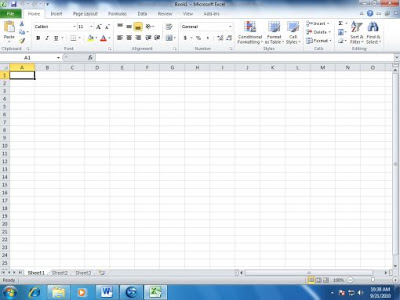 Book1 - Microsoft Excel
File Home Insert Page Layout Formulas Data Review View Add-Ins
Calibri 11 General Insert
Paste Conditional Formatting Format as Table Cell Styles Delete Format Sort & Filter Find & Select
Clipboard Font Alignment Number Styles Cells Editing
A1 fx
A B C D E F G H I J K L M N O
1
2
3
4
5
6
7
8
9
10
11
12
13
14
15
16
17
18
19
20
21
22
23
24
25
Sheet1 Sheet2 Sheet3
Ready 100%
10:39 AM
9/21/2010